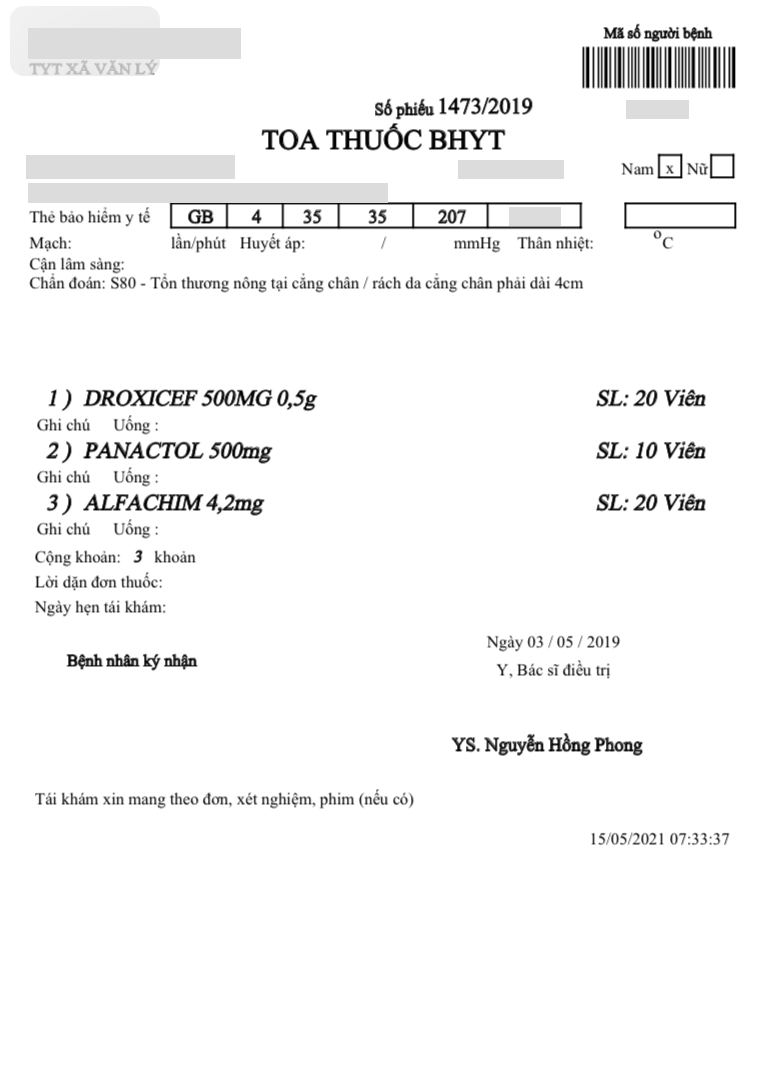 Mã số người bệnh
TYT XÃ VĂN LÝ
Số phiếu 1473/2019
TOA THUỐC BHYT
Nam x Nữ
Thẻ bảo hiểm y tế GB 4 35 35 207
Mạch: lần/phút Huyết áp: / mmHg Thân nhiệt: °C
Cận lâm sàng:
Chẩn đoán: S80 - Tổn thương nông tại cẳng chân / rách da cẳng chân phải dài 4cm
1 ) DROXICEF 500MG 0,5g SL: 20 Viên
Ghi chú Uống :
2 ) PANACTOL 500mg SL: 10 Viên
Ghi chú Uống :
3 ) ALFACHIM 4,2mg SL: 20 Viên
Ghi chú Uống :
Cộng khoản: 3 khoản
Lời dặn đơn thuốc:
Ngày hẹn tái khám:
Ngày 03 / 05 / 2019
Bệnh nhân ký nhận
Y, Bác sĩ điều trị
YS. Nguyễn Hồng Phong
Tái khám xin mang theo đơn, xét nghiệm, phim (nếu có)
15/05/2021 07:33:37